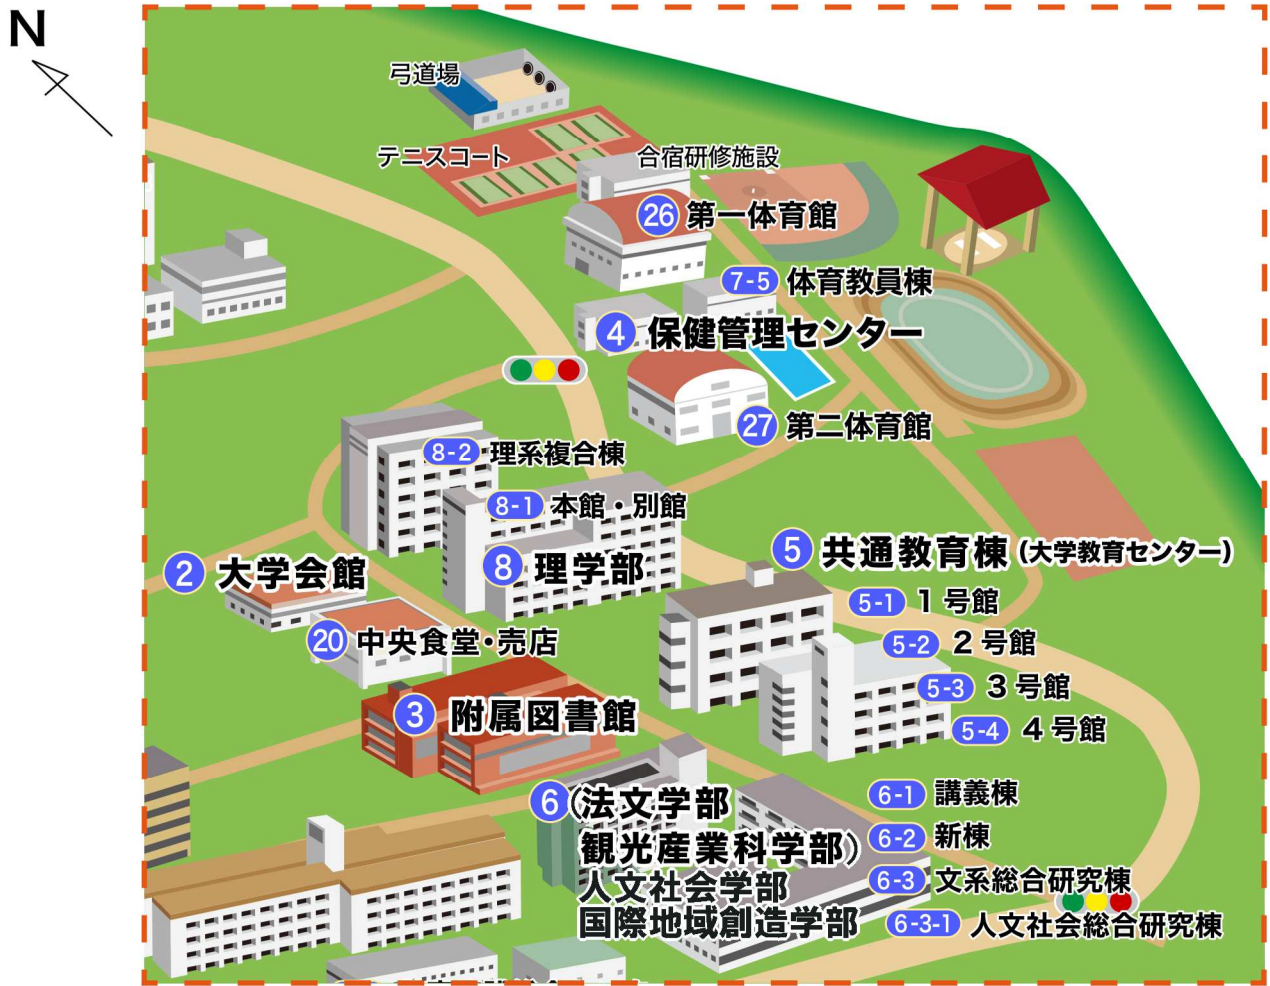 N
弓道場
テニスコート
合宿研修施設
26 第一体育館
7-5 体育教員棟
4 保健管理センター
27 第二体育館
8-2 理系複合棟
8-1 本館・別館
8 理学部
2 大学会館
20 中央食堂・売店
3 附属図書館
5 共通教育棟(大学教育センター)
5-1 1号館
5-2 2号館
5-3 3号館
5-4 4号館
6 (法文学部
観光産業科学部)
人文社会学部
国際地域創造学部
6-1 講義棟
6-2 新棟
6-3 文系総合研究棟
6-3-1 人文社会総合研究棟